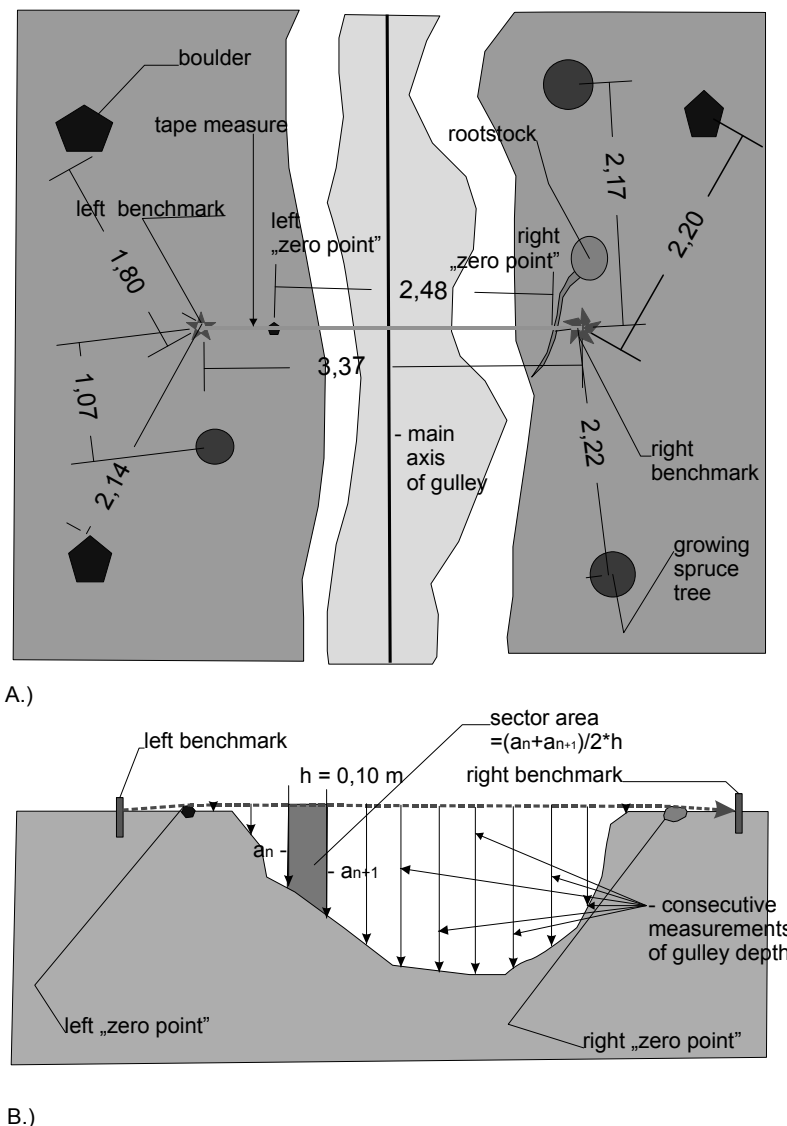 boulder
tape measure
rootstock
left benchmark
left
„zero point”
right
„zero point”
2,17
2,20
1,80
2,48
3,37
1,07
2,14
2,22
- main
axis
of gulley
right
benchmark
growing
spruce
tree
A.)
sector area
=(an+an+1)/2*h
left benchmark
h = 0,10 m
right benchmark
an -
- an+1
- consecutive
measurements
of gulley depth
left „zero point”
right „zero point”
B.)